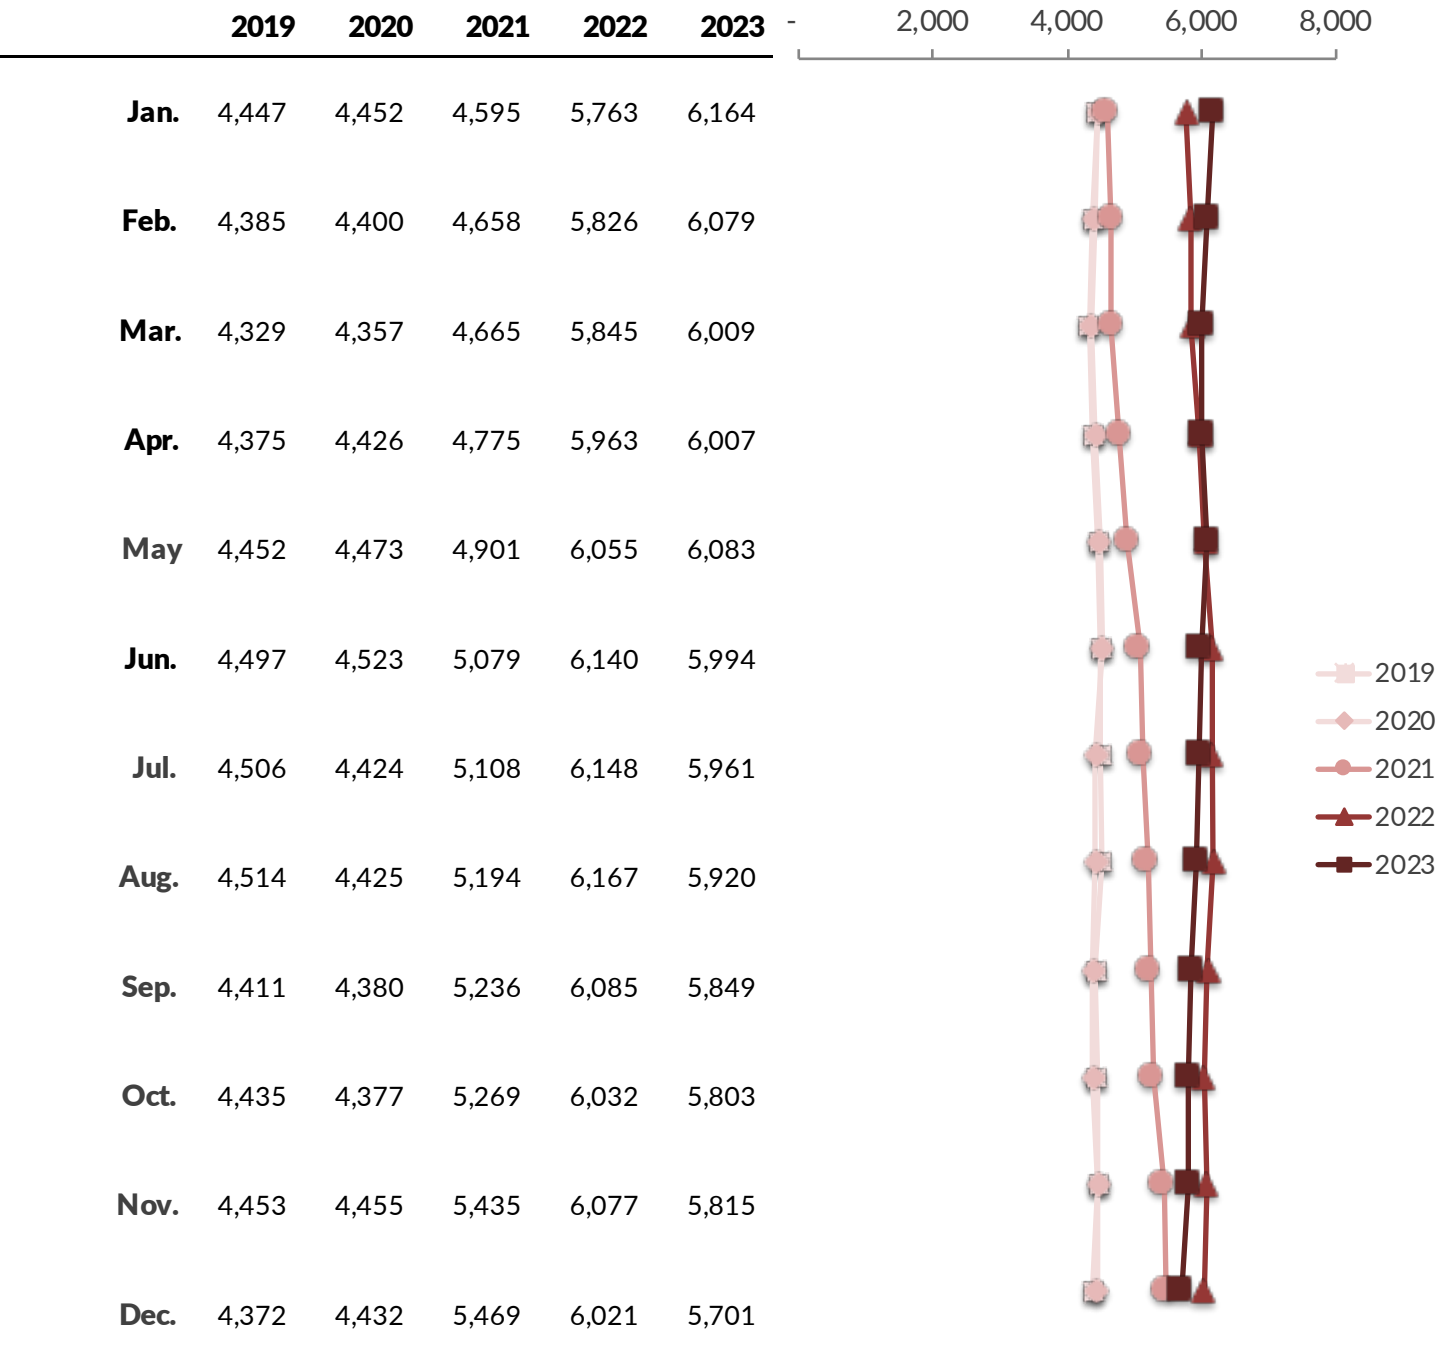 2019 2020 2021 2022 2023
- 2,000 4,000 6,000 8,000
Jan. 4,447 4,452 4,595 5,763 6,164
Feb. 4,385 4,400 4,658 5,826 6,079
Mar. 4,329 4,357 4,665 5,845 6,009
Apr. 4,375 4,426 4,775 5,963 6,007
May 4,452 4,473 4,901 6,055 6,083
Jun. 4,497 4,523 5,079 6,140 5,994
Jul. 4,506 4,424 5,108 6,148 5,961
Aug. 4,514 4,425 5,194 6,167 5,920
Sep. 4,411 4,380 5,236 6,085 5,849
Oct. 4,435 4,377 5,269 6,032 5,803
Nov. 4,453 4,455 5,435 6,077 5,815
Dec. 4,372 4,432 5,469 6,021 5,701
2019
2020
2021
2022
2023